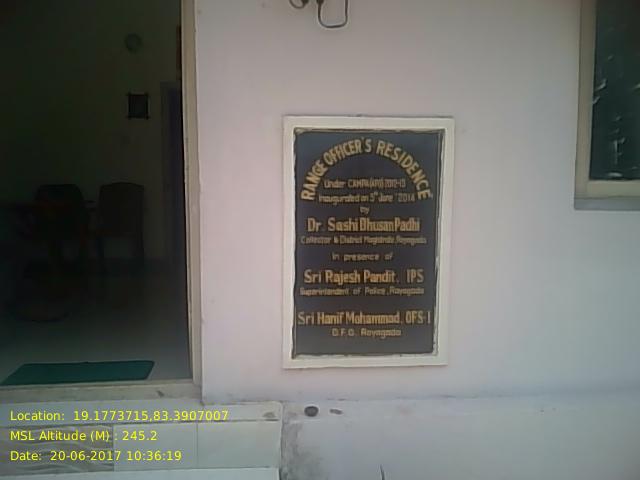 RANGE OFFICER'S RESIDENCE
Under CAMPA(APO) 2012-13
Inaugurated on 5th June "2014
by
Dr. Sashi Bhusan Padhi
Collector & District Magistrate, Rayagada
in presence of
Sri Rajesh Pandit, IPS
Superintendent of Police, Rayagada
Sri Hanif Mohammad, OFS-I
D.F.O. Rayagada
Location: 19.1773715,83.3907007
MSL Altitude (M) : 245.2
Date: 20-06-2017 10:36:19